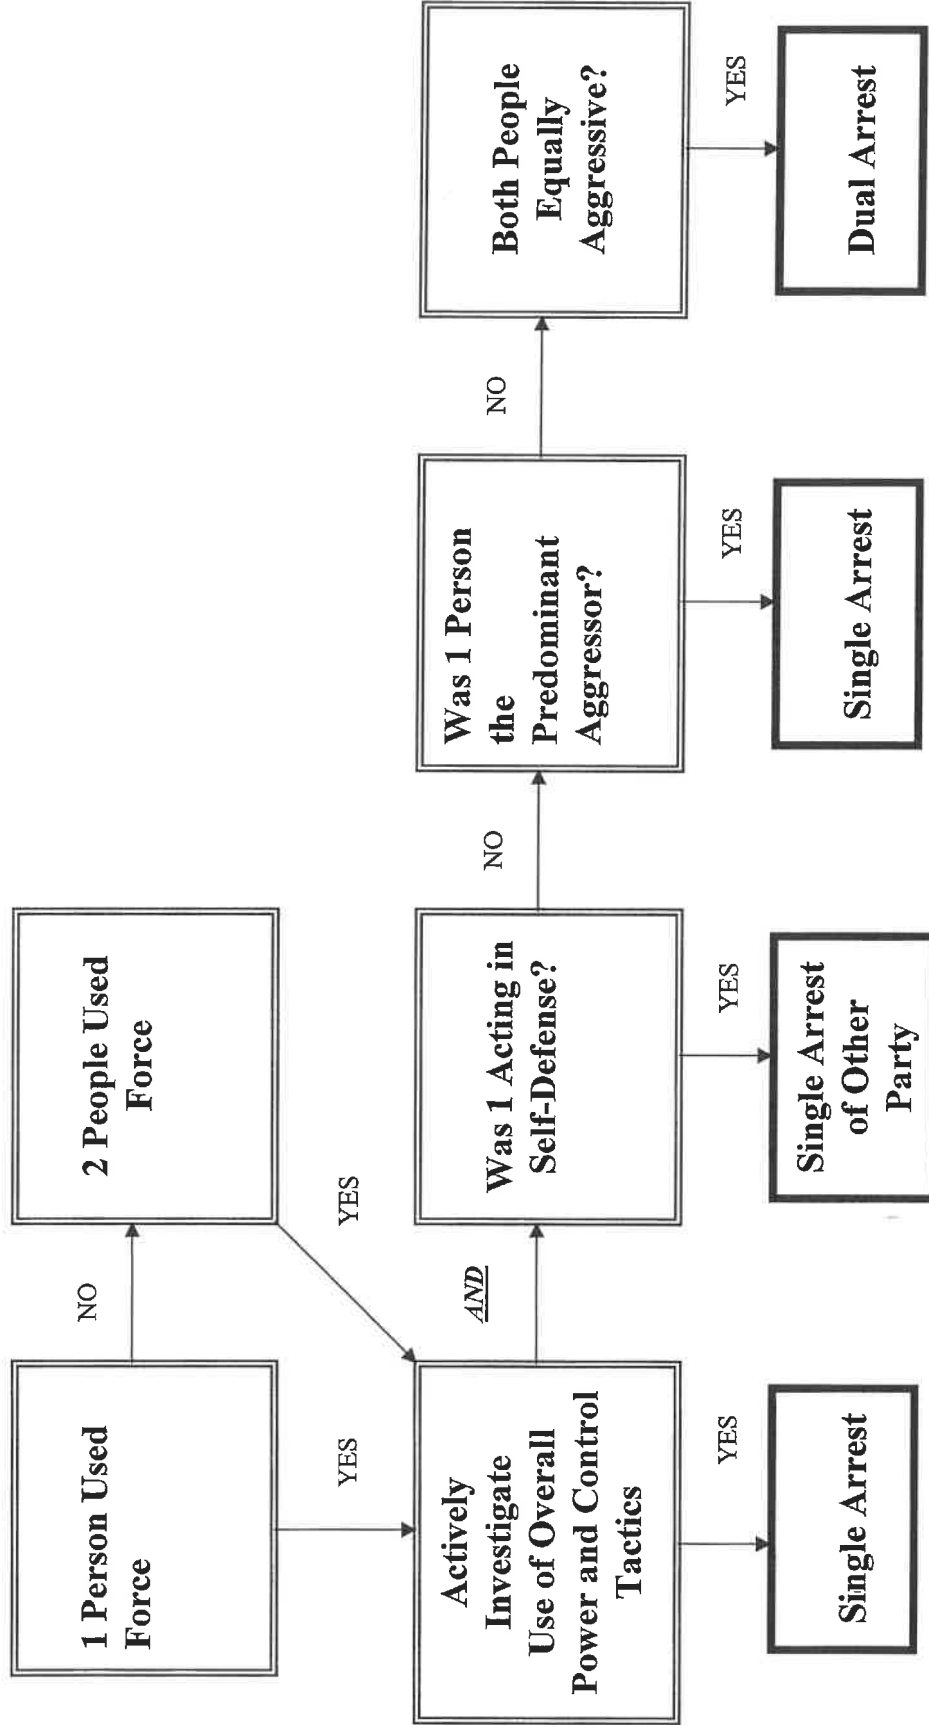 1 Person Used
Force
NO
2 People Used
Force
YES
YES
Actively
Investigate
Use of Overall
Power and Control
Tactics
AND
Was 1 Acting in
Self-Defense?
NO
Was 1 Person
the
Predominant
Aggressor?
NO
Both People
Equally
Aggressive?
YES
YES
YES
YES
Single Arrest
Single Arrest
of Other
Party
Single Arrest
Dual Arrest